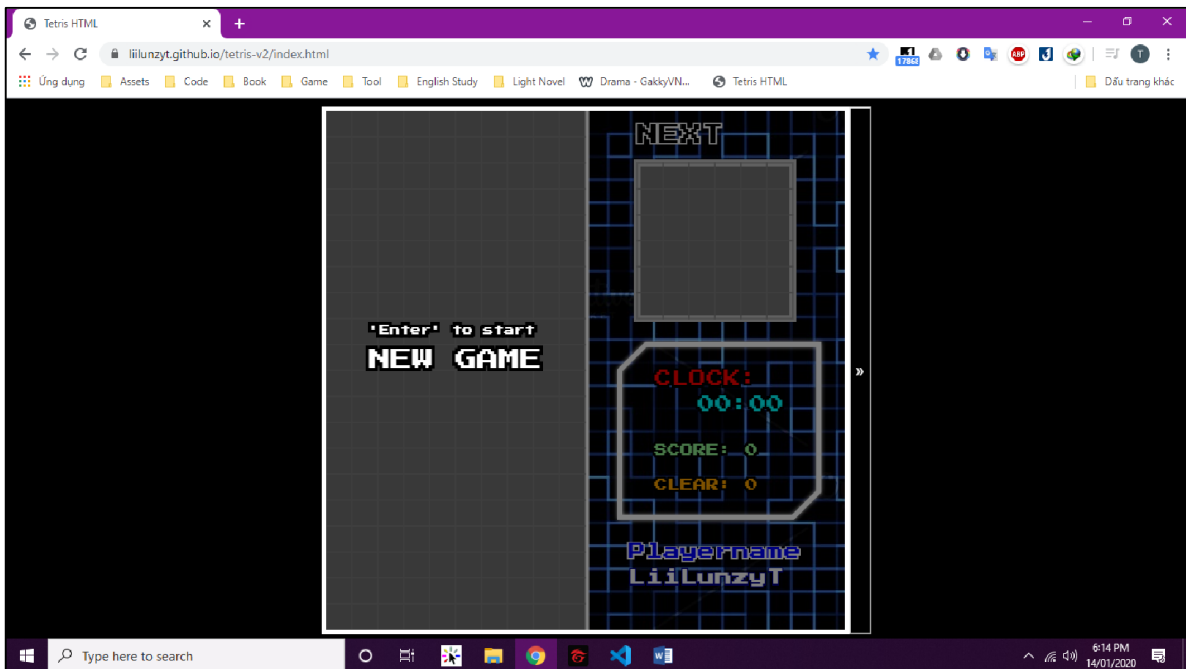 Tetris HTML
liilunzyt.github.io/tetris-v2/index.html
17868
ABP
T
Ứng dụng Assets Code Book Game Tool English Study Light Novel Drama - GakkyVN... Tetris HTML Dấu trang khác
NEXT
'Enter' to start
NEW GAME
CLOCK:
00:00
»
SCORE: 0
CLEAR: 0
Playername
LiiLunzyT
Type here to search
6:14 PM
14/01/2020